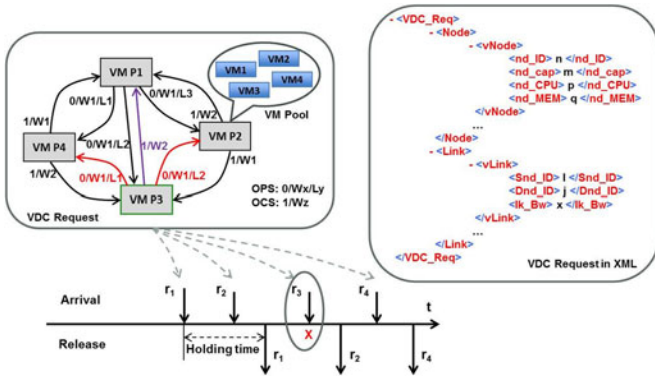 VM P1
VM2
VM1
VM4
VM3
VM Pool
0/W1/L3
0/W1/L1
1/W1
1/W2
VM P2
VM P4
0/W1/L2
1/W2
1/W2
0/W1/L1
0/W1/L2
1/W1
VM P3
OPS: 0/Wx/Ly
OCS: 1/Wz
VDC Request
- <VDC_Req>
- <Node>
- <vNode>
<nd_ID> n </nd_ID>
<nd_cap> m </nd_cap>
<nd_CPU> p </nd_CPU>
<nd_MEM> q </nd_MEM>
</vNode>
...
</Node>
- <Link>
- <vLink>
<Snd_ID> l </Snd_ID>
<Dnd_ID> j </Dnd_ID>
<lk_Bw> x </lk_Bw>
</vLink>
...
</Link>
</VDC_Req>
VDC Request in XML
Arrival r1 r2 r3 r4 t
X
Release Holding time r1 r2 r4